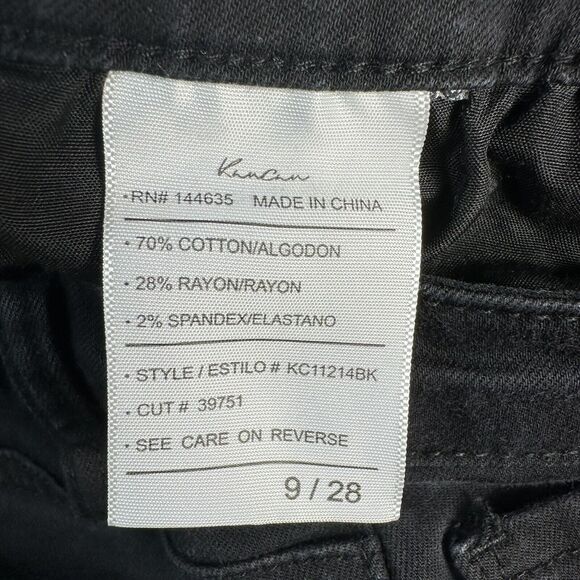 Kancan
•RN# 144635 MADE IN CHINA
• 70% COTTON/ALGODON
• 28% RAYON/RAYON
• 2% SPANDEX/ELASTANO
• STYLE / ESTILO # KC11214BK
• CUT # 39751
• SEE CARE ON REVERSE
9 / 28